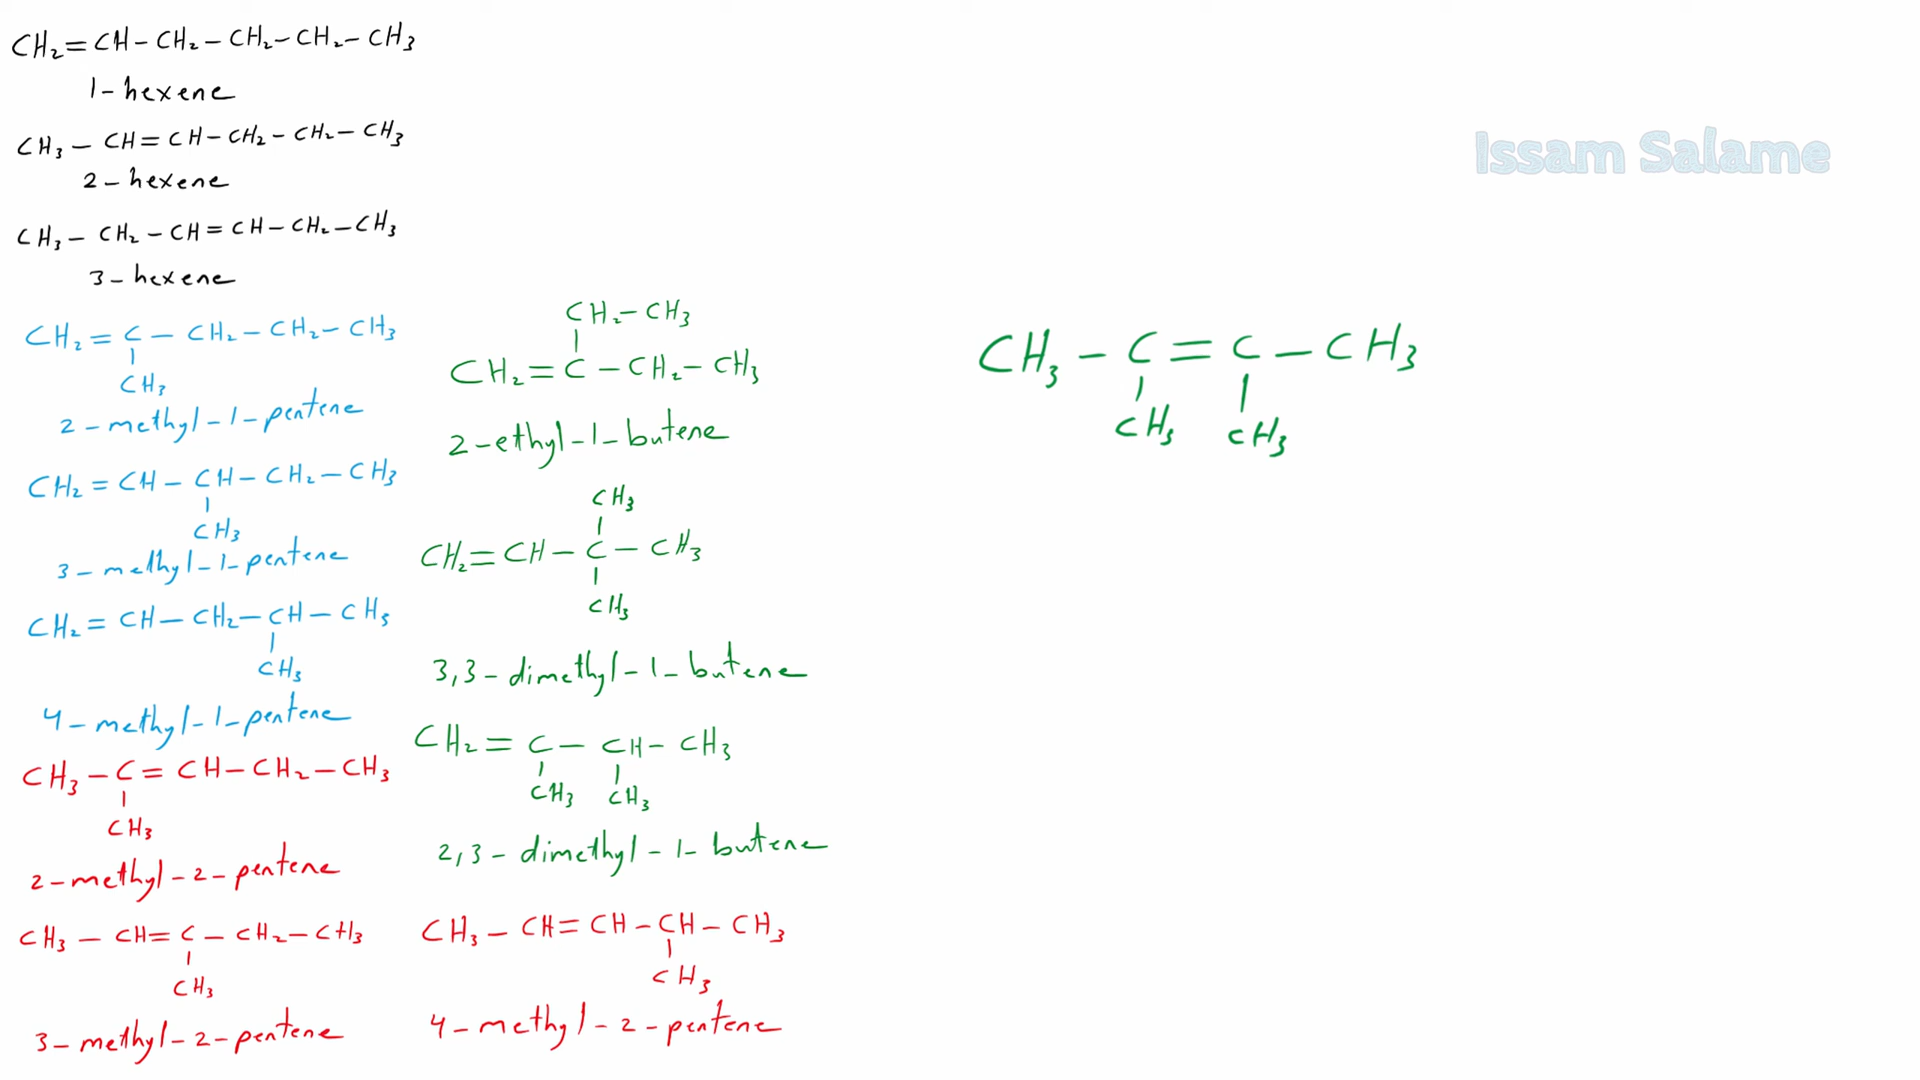 CH₂=CH-CH₂-CH₂-CH₂-CH₃
1-hexene
CH₃-CH=CH-CH₂-CH₂-CH₃
2-hexene
CH₃-CH₂-CH=CH-CH₂-CH₃
3-hexene
CH₂=C-CH₂-CH₂-CH₃
CH₃
2-methyl-1-pentene
CH₂=CH-CH-CH₂-CH₃
CH₃
3-methyl-1-pentene
CH₂=CH-CH₂-CH-CH₃
CH₃
4-methyl-1-pentene
CH₃-C=CH-CH₂-CH₃
CH₃
2-methyl-2-pentene
CH₃-CH=C-CH₂-CH₃
CH₃
3-methyl-2-pentene
CH₂-CH₃
CH₂=C-CH₂-CH₃
2-ethyl-1-butene
CH₃
CH₂=CH-C-CH₃
CH₃
3,3-dimethyl-1-butene
CH₂=C-CH-CH₃
CH₃ CH₃
2,3-dimethyl-1-butene
CH₃-CH=CH-CH-CH₃
CH₃
4-methyl-2-pentene
Issam Salame
CH₃-C=C-CH₃
CH₃ CH₃